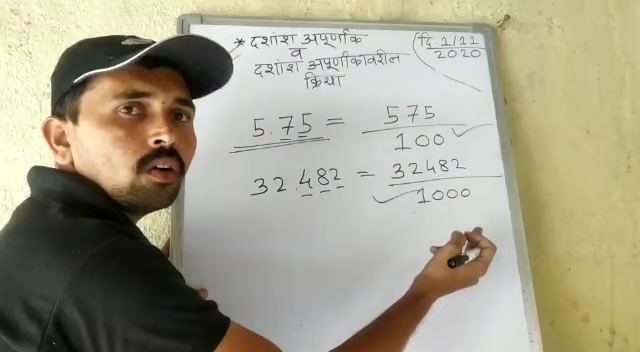 * दशांश अपूर्णांक
व
दशांश अपूर्णांकावरील
क्रिया
दि 1/11
2020
5.75 = 575
100
32.482 = 32482
1000